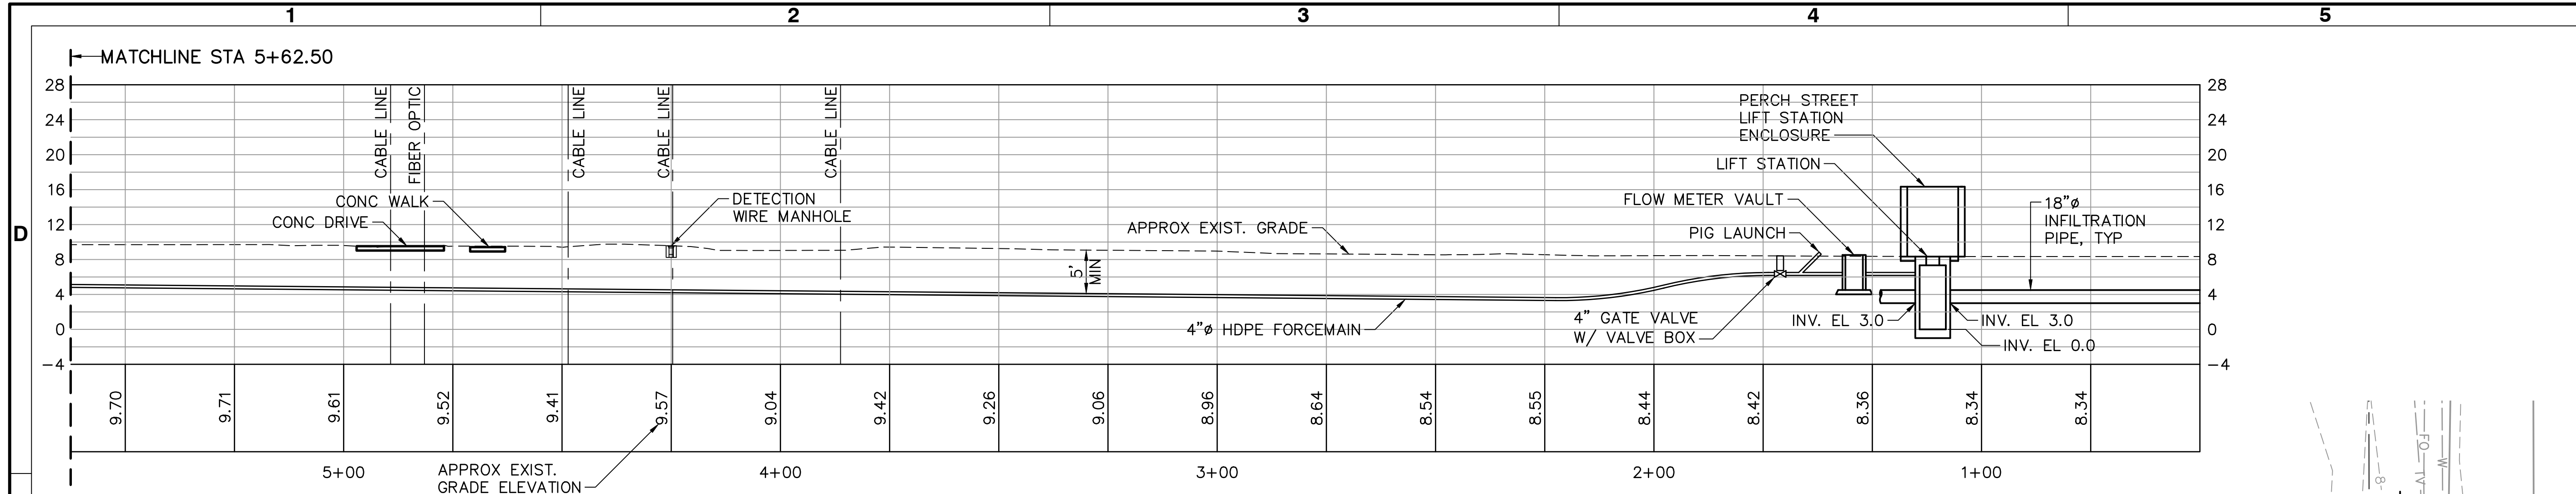 1 2 3 4 5
MATCHLINE STA 5+62.50
28 28
24 24
20 20
16 16
12 12
8 8
4 4
0 0
-4 -4
D
CABLE LINE
FIBER OPTIC
CABLE LINE
CABLE LINE
CABLE LINE
CONC WALK
CONC DRIVE
DETECTION
WIRE MANHOLE
APPROX EXIST. GRADE
5'
MIN
4"ø HDPE FORCEMAIN
PERCH STREET
LIFT STATION
ENCLOSURE
LIFT STATION
FLOW METER VAULT
PIG LAUNCH
4" GATE VALVE
W/ VALVE BOX
18"ø
INFILTRATION
PIPE, TYP
INV. EL 3.0
INV. EL 3.0
INV. EL 0.0
9.70 9.71 9.61 9.52 9.41 9.57 9.04 9.42 9.26 9.06 8.96 8.64 8.54 8.55 8.44 8.42 8.36 8.34 8.34
5+00 4+00 3+00 2+00 1+00
APPROX EXIST.
GRADE ELEVATION
FO
TV
W
8"